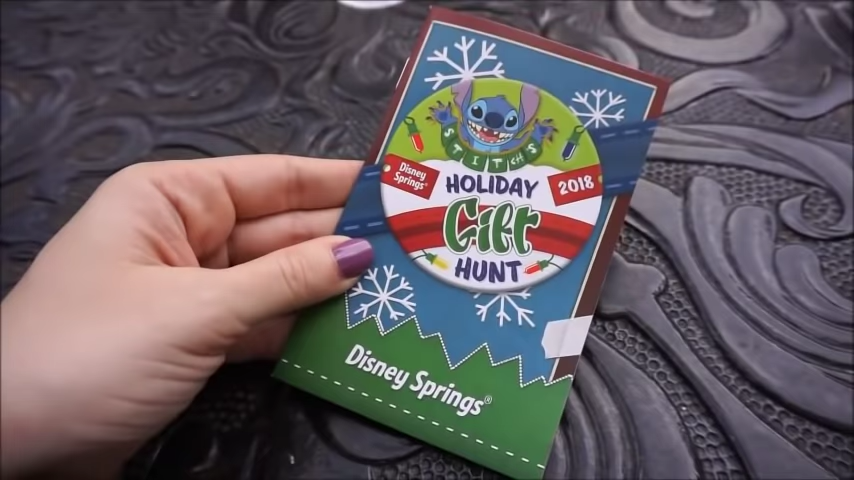 STITCH'S
Disney
Springs®
HOLIDAY
2018
Gift
HUNT
Disney Springs®